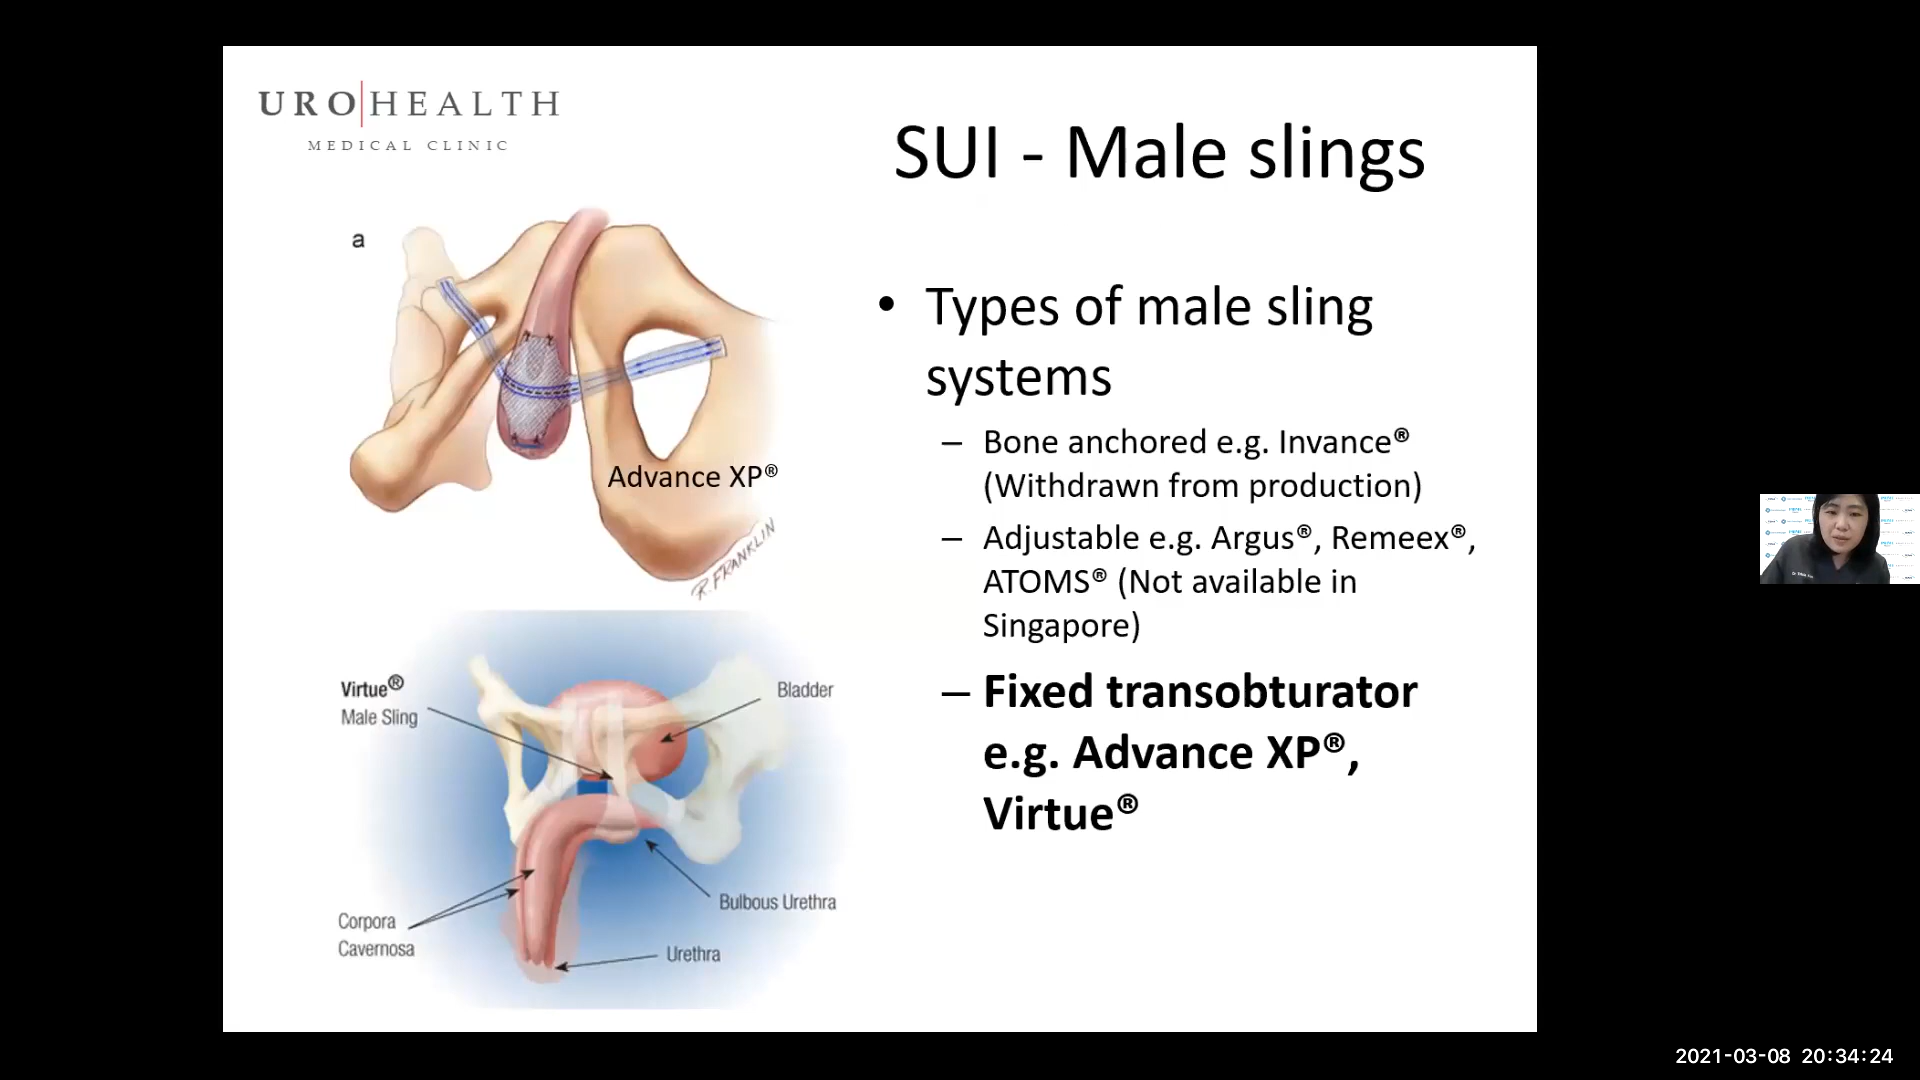 URO|HEALTH
MEDICAL CLINIC
SUI - Male slings
a
Advance XP®
R. FRANKLIN
• Types of male sling
systems
– Bone anchored e.g. Invance®
(Withdrawn from production)
– Adjustable e.g. Argus®, Remeex®,
ATOMS® (Not available in
Singapore)
– Fixed transobturator
e.g. Advance XP®,
Virtue®
Virtue®
Male Sling
Bladder
Bulbous Urethra
Corpora
Cavernosa
Urethra
2021-03-08 20:34:24